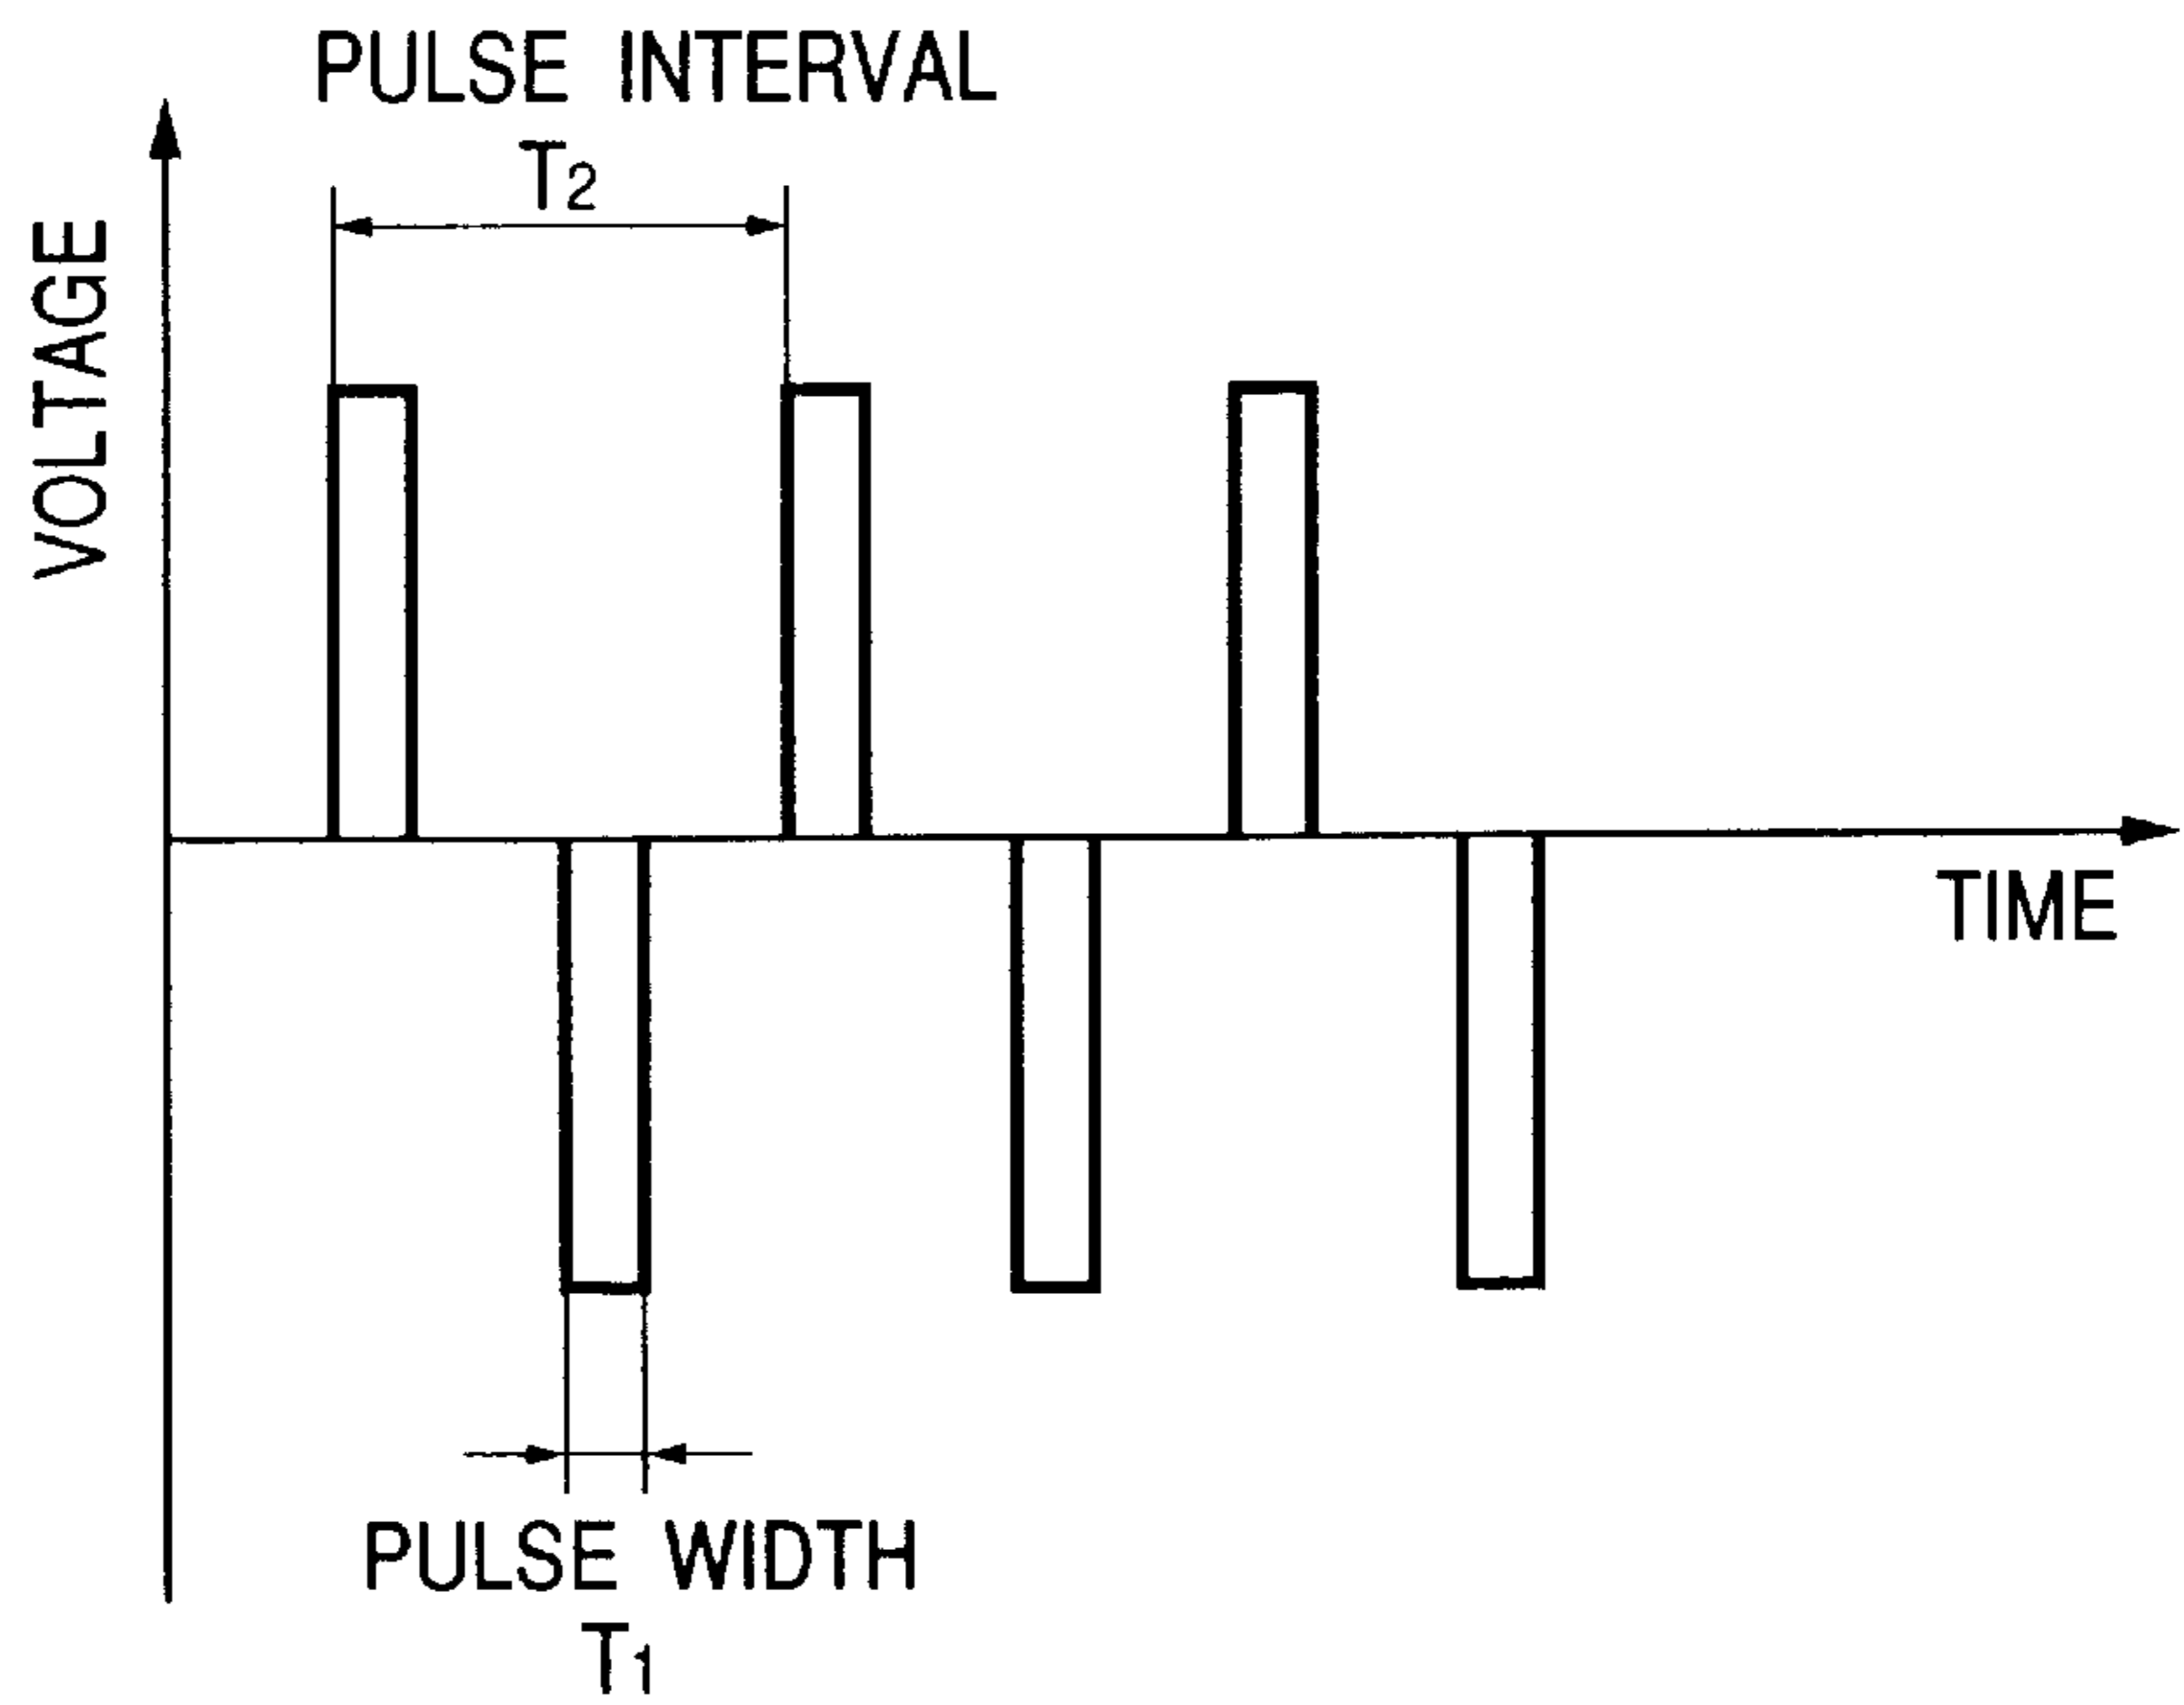 PULSE INTERVAL
T2
VOLTAGE
TIME
PULSE WIDTH
T1